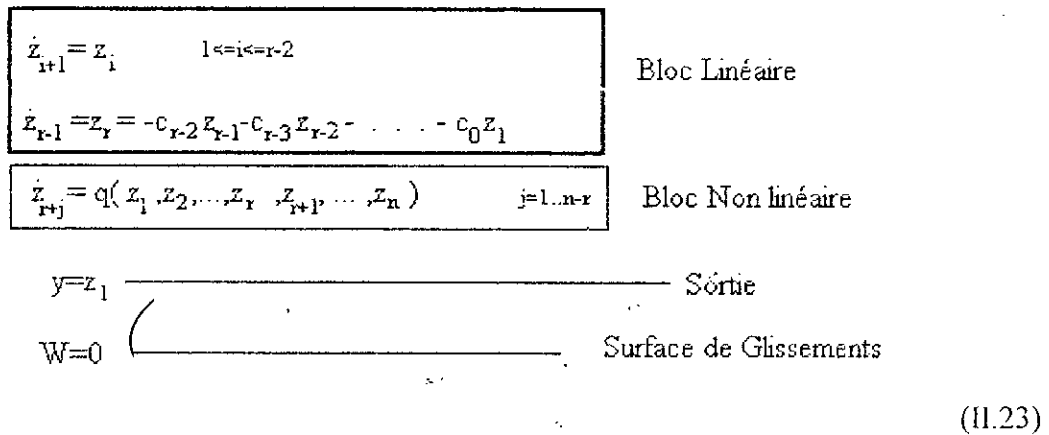 ż_{i+1} = z_i 1<=i<=r-2
Bloc Linéaire
ż_{r-1} = z_r = -c_{r-2} z_{r-1} -c_{r-3} z_{r-2} - . . . . - c_0 z_1
ż_{r+j} = q( z_1 ,z_2,...,z_r ,z_{r+1}, ... ,z_n ) j=1..n-r Bloc Non linéaire
y=z_1 Sórtie
W=0 Surface de Glissements
(II.23)